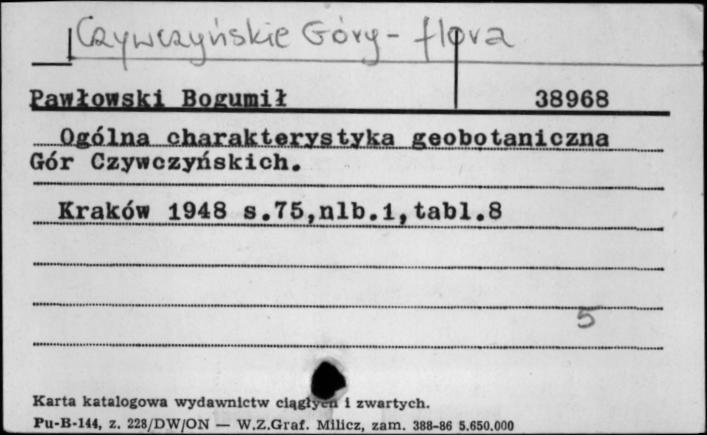 Czywczyńskie Góry - flora
Pawłowski Bogumił 38968
Ogólna charakterystyka geobotaniczna
Gór Czywczyńskich.
Kraków 1948 s.75,nlb.1,tabl.8
5
Karta katalogowa wydawnictw ciągłych i zwartych.
Pu-B-144, z. 228/DW/ON — W.Z.Graf. Milicz, zam. 388-86 5.650.000